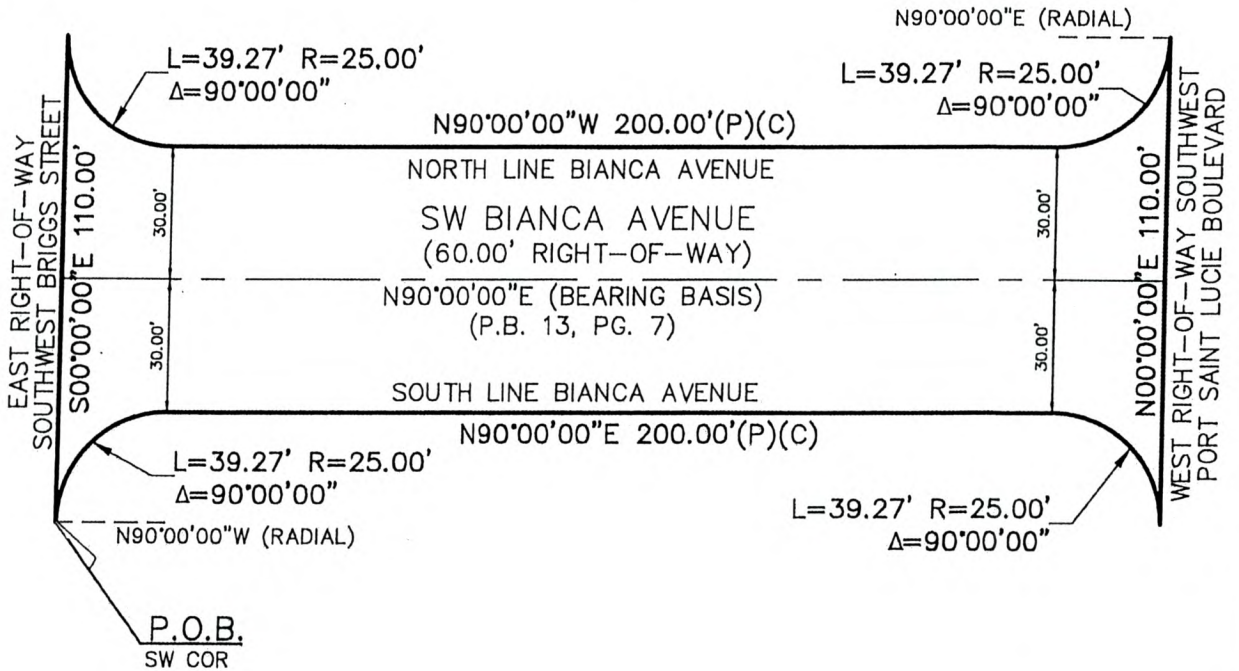 N90°00'00"E (RADIAL)
L=39.27' R=25.00'
Δ=90°00'00"
L=39.27' R=25.00'
Δ=90°00'00"
N90°00'00"W 200.00'(P)(C)
NORTH LINE BIANCA AVENUE
EAST RIGHT-OF-WAY
SOUTHWEST BRIGGS STREET
S00°00'00"E 110.00'
30.00'
30.00'
SW BIANCA AVENUE
(60.00' RIGHT-OF-WAY)
N90°00'00"E (BEARING BASIS)
(P.B. 13, PG. 7)
30.00'
30.00'
N00°00'00"E 110.00'
WEST RIGHT-OF-WAY SOUTHWEST
PORT SAINT LUCIE BOULEVARD
SOUTH LINE BIANCA AVENUE
N90°00'00"E 200.00'(P)(C)
L=39.27' R=25.00'
Δ=90°00'00"
L=39.27' R=25.00'
Δ=90°00'00"
N90°00'00"W (RADIAL)
P.O.B.
SW COR